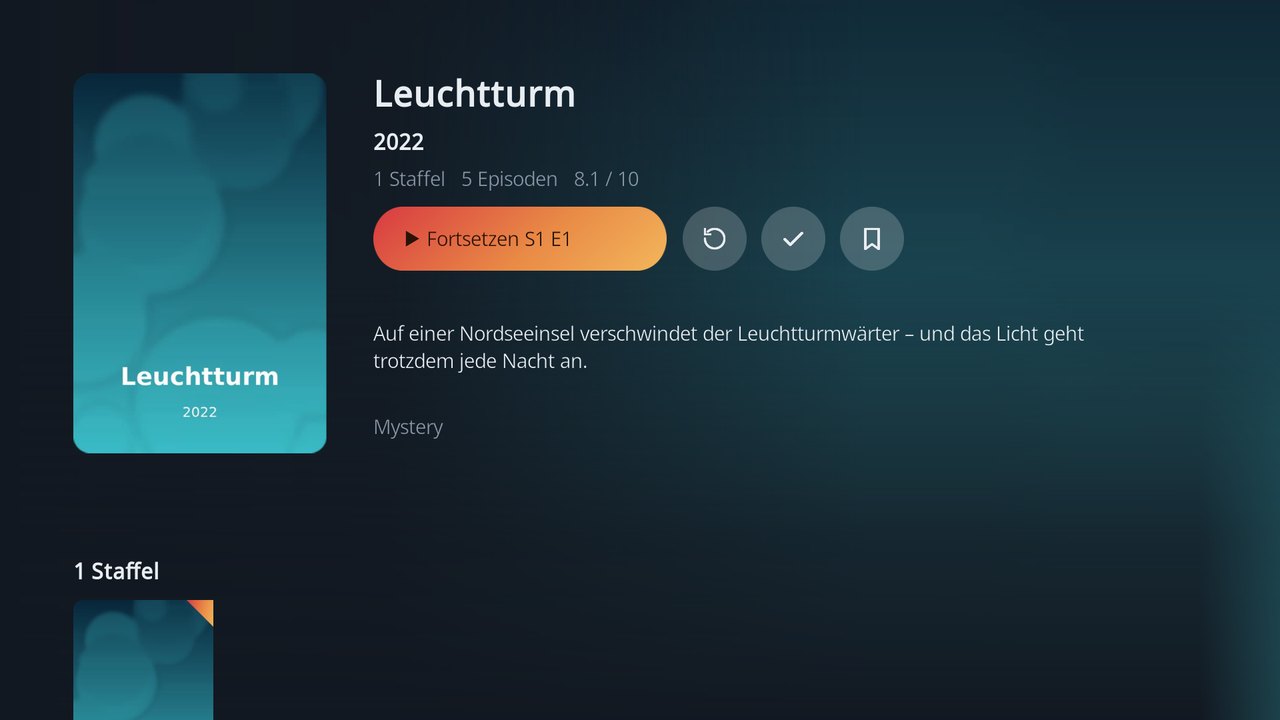 Leuchtturm
2022
1 Staffel 5 Episoden 8.1 / 10
Fortsetzen S1 E1
Auf einer Nordseeinsel verschwindet der Leuchtturmwärter – und das Licht geht
trotzdem jede Nacht an.
Mystery
Leuchtturm
2022
1 Staffel